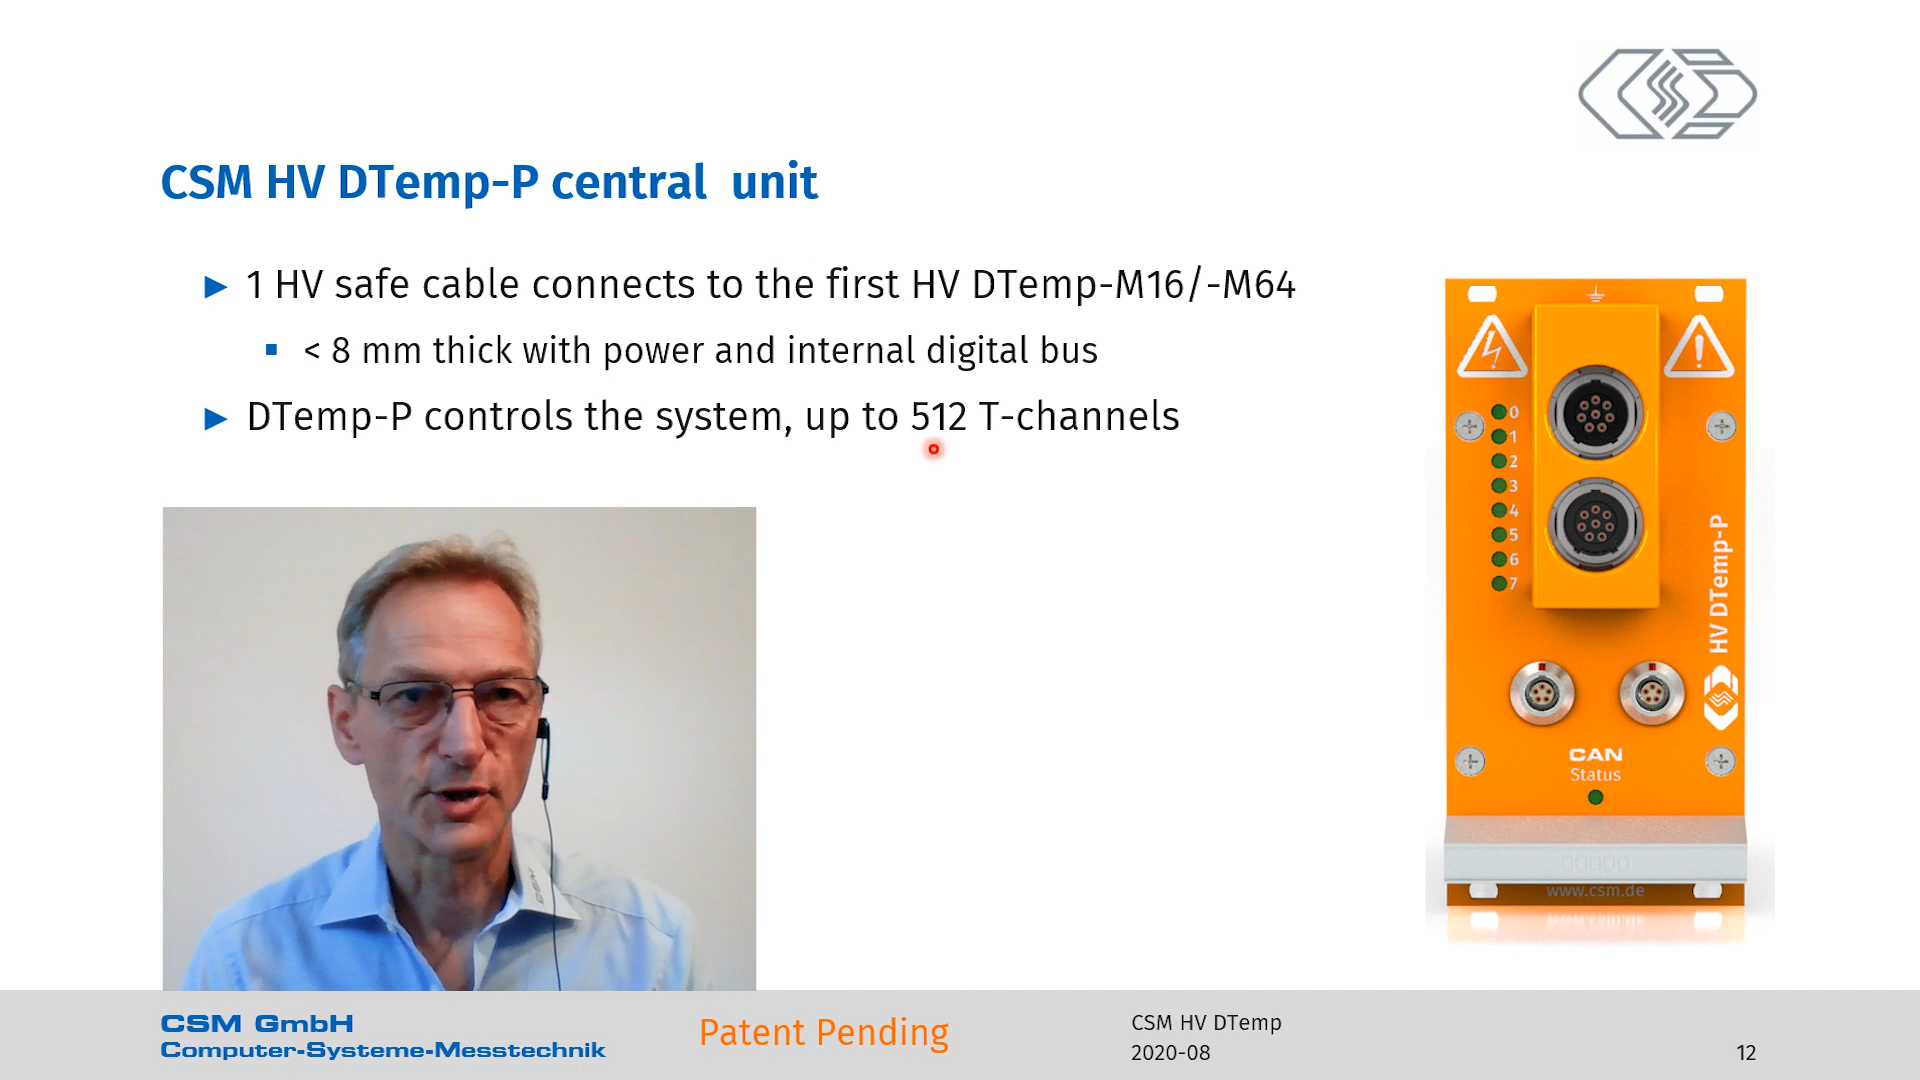 CSM HV DTemp-P central unit
► 1 HV safe cable connects to the first HV DTemp-M16/-M64
▪ < 8 mm thick with power and internal digital bus
► DTemp-P controls the system, up to 512 T-channels
0
1
2
3
4
5
6
7
HV DTemp-P
CAN
Status
00000
www.csm.de
CSM
CSM GmbH
Computer-Systeme-Messtechnik
Patent Pending
CSM HV DTemp
2020-08
12